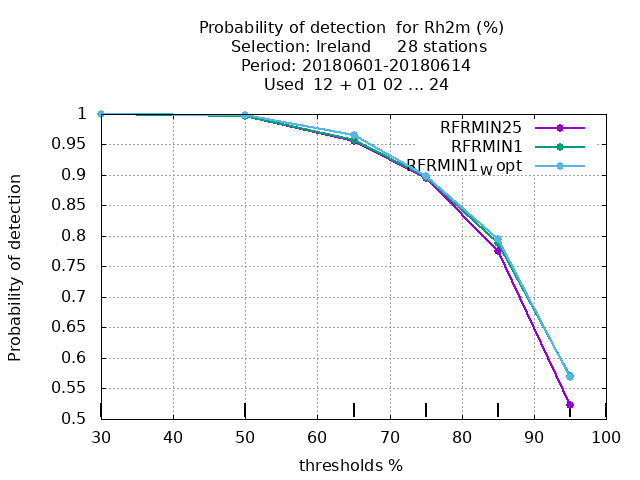 Probability of detection for Rh2m (%)
Selection: Ireland 28 stations
Period: 20180601-20180614
Used 12 + 01 02 ... 24
RFRMIN25
RFRMIN1
RFRMIN1W opt
Probability of detection
1
0.95
0.9
0.85
0.8
0.75
0.7
0.65
0.6
0.55
0.5
30 40 50 60 70 80 90 100
thresholds %